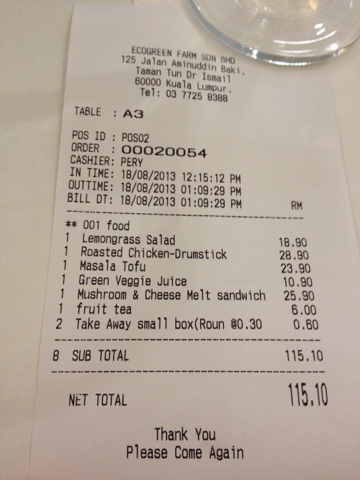 ECOGREEN FARM SDN BHD
125 Jalan Aminuddin Baki,
Taman Tun Dr Ismail
60000 Kuala Lumpur.
Tel: 03 7725 8388
TABLE : A3
POS ID : POS02
ORDER : 00020054
CASHIER: PERY
IN TIME: 18/08/2013 12:15:12 PM
OUTTIME: 18/08/2013 01:09:29 PM
BILL DT: 18/08/2013 01:09:29 PM RM
** 001 food
1 Lemongrass Salad 18.90
1 Roasted Chicken-Drumstick 28.90
1 Masala Tofu 23.90
1 Green Veggie Juice 10.90
1 Mushroom & Cheese Melt sandwich 25.90
1 fruit tea 6.00
2 Take Away small box(Roun @0.30 0.60
8 SUB TOTAL 115.10
NET TOTAL 115.10
Thank You
Please Come Again